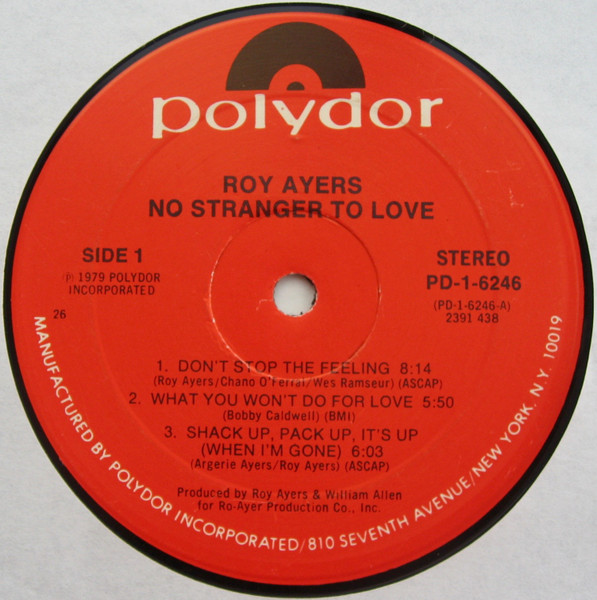 polydor
ROY AYERS
NO STRANGER TO LOVE
SIDE 1
℗ 1979 POLYDOR
INCORPORATED
26
STEREO
PD-1-6246
(PD-1-6246-A)
2391 438
1. DON'T STOP THE FEELING 8:14
(Roy Ayers/Chano O'Ferral/Wes Ramseur) (ASCAP)
2. WHAT YOU WON'T DO FOR LOVE 5:50
(Bobby Caldwell) (BMI)
3. SHACK UP, PACK UP, IT'S UP
(WHEN I'M GONE) 6:03
(Argerie Ayers/Roy Ayers) (ASCAP)
Produced by Roy Ayers & William Allen
for Ro-Ayer Production Co., Inc.
MANUFACTURED BY POLYDOR INCORPORATED/810 SEVENTH AVENUE/NEW YORK. N.Y. 10019